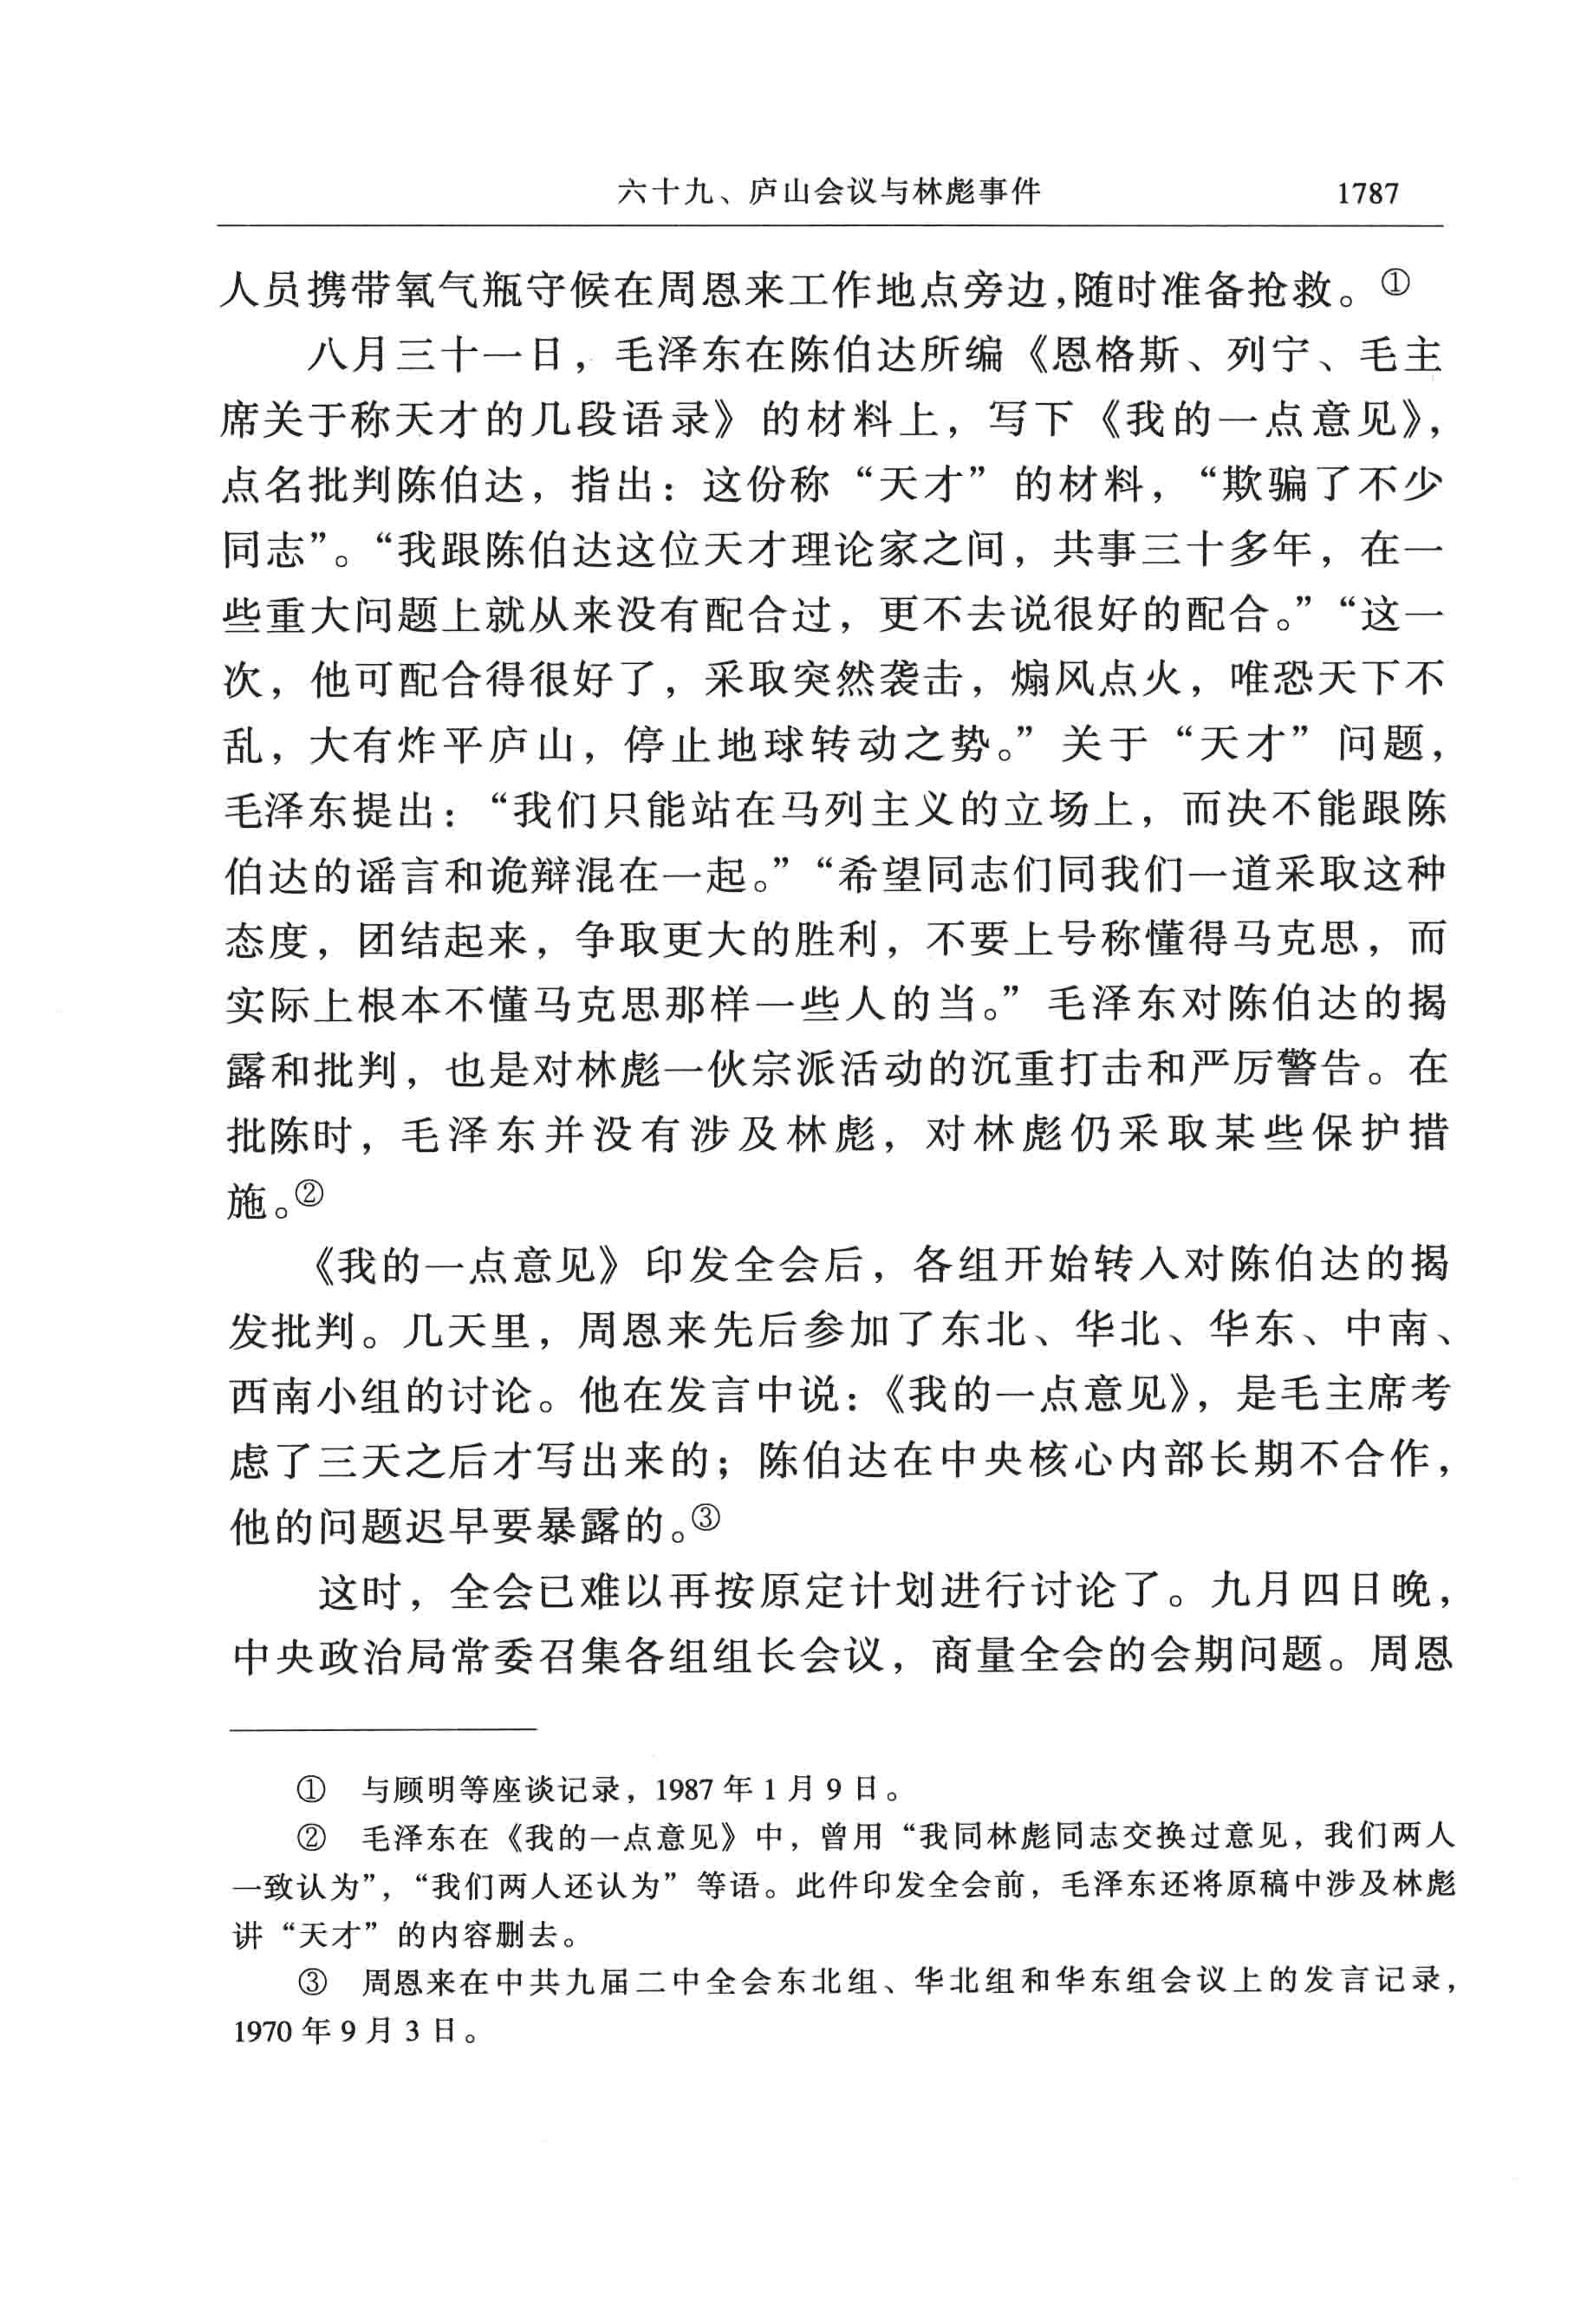 六十九、庐山会议与林彪事件 1787
人员携带氧气瓶守候在周恩来工作地点旁边,随时准备抢救。①
八月三十一日，毛泽东在陈伯达所编《恩格斯、列宁、毛主
席关于称天才的几段语录》的材料上，写下《我的一点意见》，
点名批判陈伯达，指出：这份称“天才”的材料，“欺骗了不少
同志”。“我跟陈伯达这位天才理论家之间，共事三十多年，在一
些重大问题上就从来没有配合过，更不去说很好的配合。”“这一
次，他可配合得很好了，采取突然袭击，煽风点火，唯恐天下不
乱，大有炸平庐山，停止地球转动之势。”关于“天才”问题，
毛泽东提出：“我们只能站在马列主义的立场上，而决不能跟陈
伯达的谣言和诡辩混在一起。”“希望同志们同我们一道采取这种
态度，团结起来，争取更大的胜利，不要上号称懂得马克思，而
实际上根本不懂马克思那样一些人的当。”毛泽东对陈伯达的揭
露和批判，也是对林彪一伙宗派活动的沉重打击和严厉警告。在
批陈时，毛泽东并没有涉及林彪，对林彪仍采取某些保护措
施。②
《我的一点意见》印发全会后，各组开始转入对陈伯达的揭
发批判。几天里，周恩来先后参加了东北、华北、华东、中南、
西南小组的讨论。他在发言中说：《我的一点意见》，是毛主席考
虑了三天之后才写出来的；陈伯达在中央核心内部长期不合作，
他的问题迟早要暴露的。③
这时，全会已难以再按原定计划进行讨论了。九月四日晚，
中央政治局常委召集各组组长会议，商量全会的会期问题。周恩
① 与顾明等座谈记录，1987年1月9日。
② 毛泽东在《我的一点意见》中，曾用“我同林彪同志交换过意见，我们两人
一致认为”，“我们两人还认为”等语。此件印发全会前，毛泽东还将原稿中涉及林彪
讲“天才”的内容删去。
③ 周恩来在中共九届二中全会东北组、华北组和华东组会议上的发言记录，
1970年9月3日。